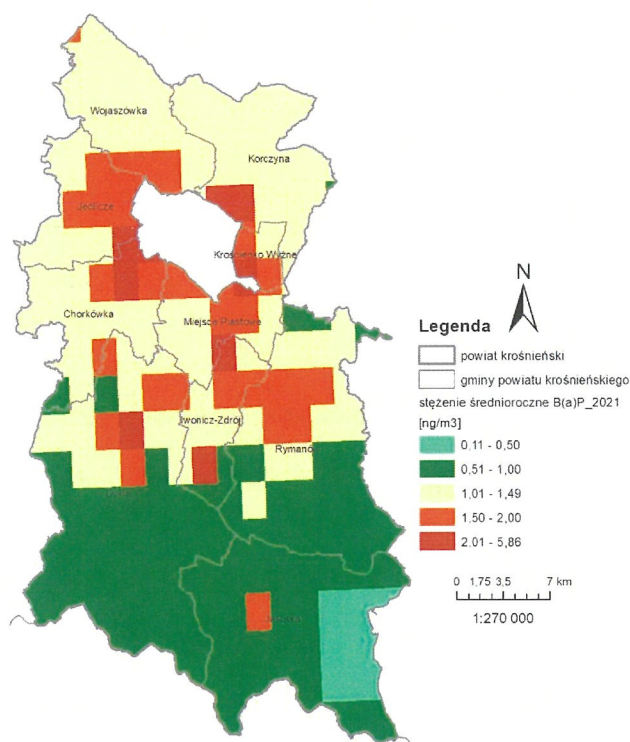 Wojaszówka
Korczyna
Jedlicze
Krościenko Wyżne
Chorkówka
Miejsce Piastowe
Iwonicz-Zdrój
Rymanów
N
Legenda
powiat krośnieński
gminy powiatu krośnieńskiego
stężenie średnioroczne B(a)P_2021
[ng/m3]
0,11 - 0,50
0,51 - 1,00
1,01 - 1,49
1,50 - 2,00
2,01 - 5,86
0 1,75 3,5 7 km
1:270 000